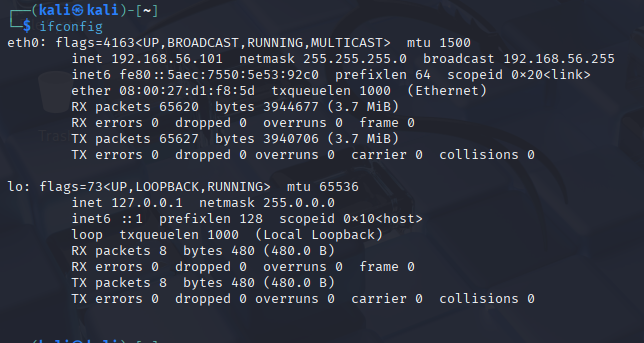 ┌──(kali㉿kali)-[~]
└─$ ifconfig
eth0: flags=4163<UP,BROADCAST,RUNNING,MULTICAST>  mtu 1500
        inet 192.168.56.101  netmask 255.255.255.0  broadcast 192.168.56.255
        inet6 fe80::5aec:7550:5e53:92c0  prefixlen 64  scopeid 0×20<link>
        ether 08:00:27:d1:f8:5d  txqueuelen 1000  (Ethernet)
        RX packets 65620  bytes 3944677 (3.7 MiB)
        RX errors 0  dropped 0  overruns 0  frame 0
        TX packets 65627  bytes 3940706 (3.7 MiB)
        TX errors 0  dropped 0 overruns 0  carrier 0  collisions 0

lo: flags=73<UP,LOOPBACK,RUNNING>  mtu 65536
        inet 127.0.0.1  netmask 255.0.0.0
        inet6 ::1  prefixlen 128  scopeid 0×10<host>
        loop  txqueuelen 1000  (Local Loopback)
        RX packets 8  bytes 480 (480.0 B)
        RX errors 0  dropped 0  overruns 0  frame 0
        TX packets 8  bytes 480 (480.0 B)
        TX errors 0  dropped 0 overruns 0  carrier 0  collisions 0